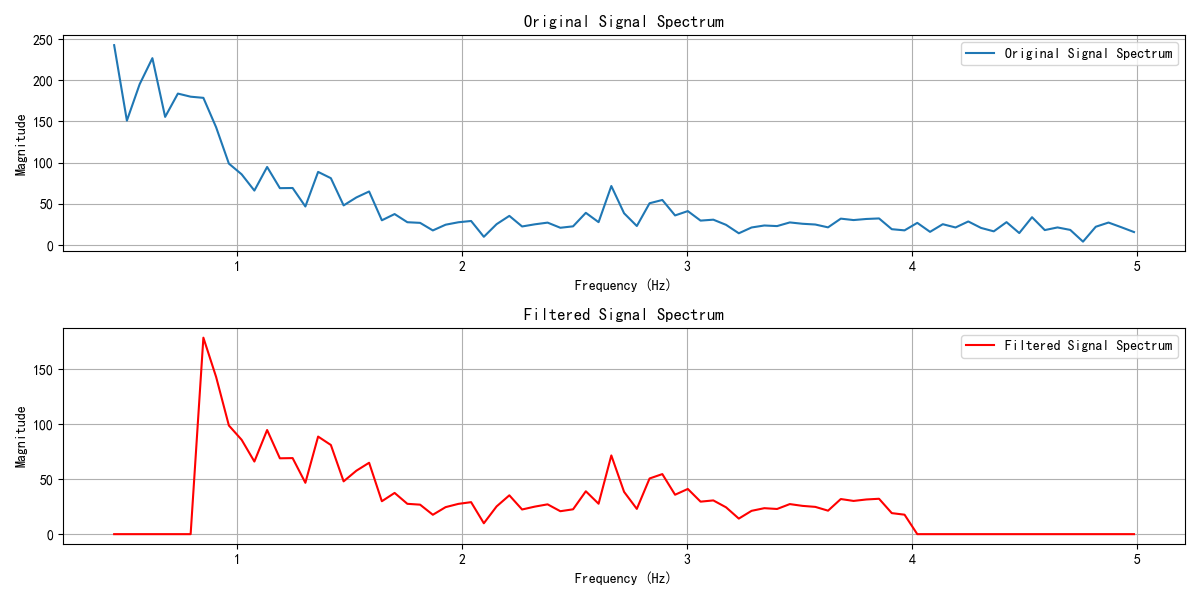 Original Signal Spectrum
250
200
150
100
50
0
Magnitude
Original Signal Spectrum
1
2
3
4
5
Frequency (Hz)
Filtered Signal Spectrum
150
100
50
0
Magnitude
Filtered Signal Spectrum
1
2
3
4
5
Frequency (Hz)